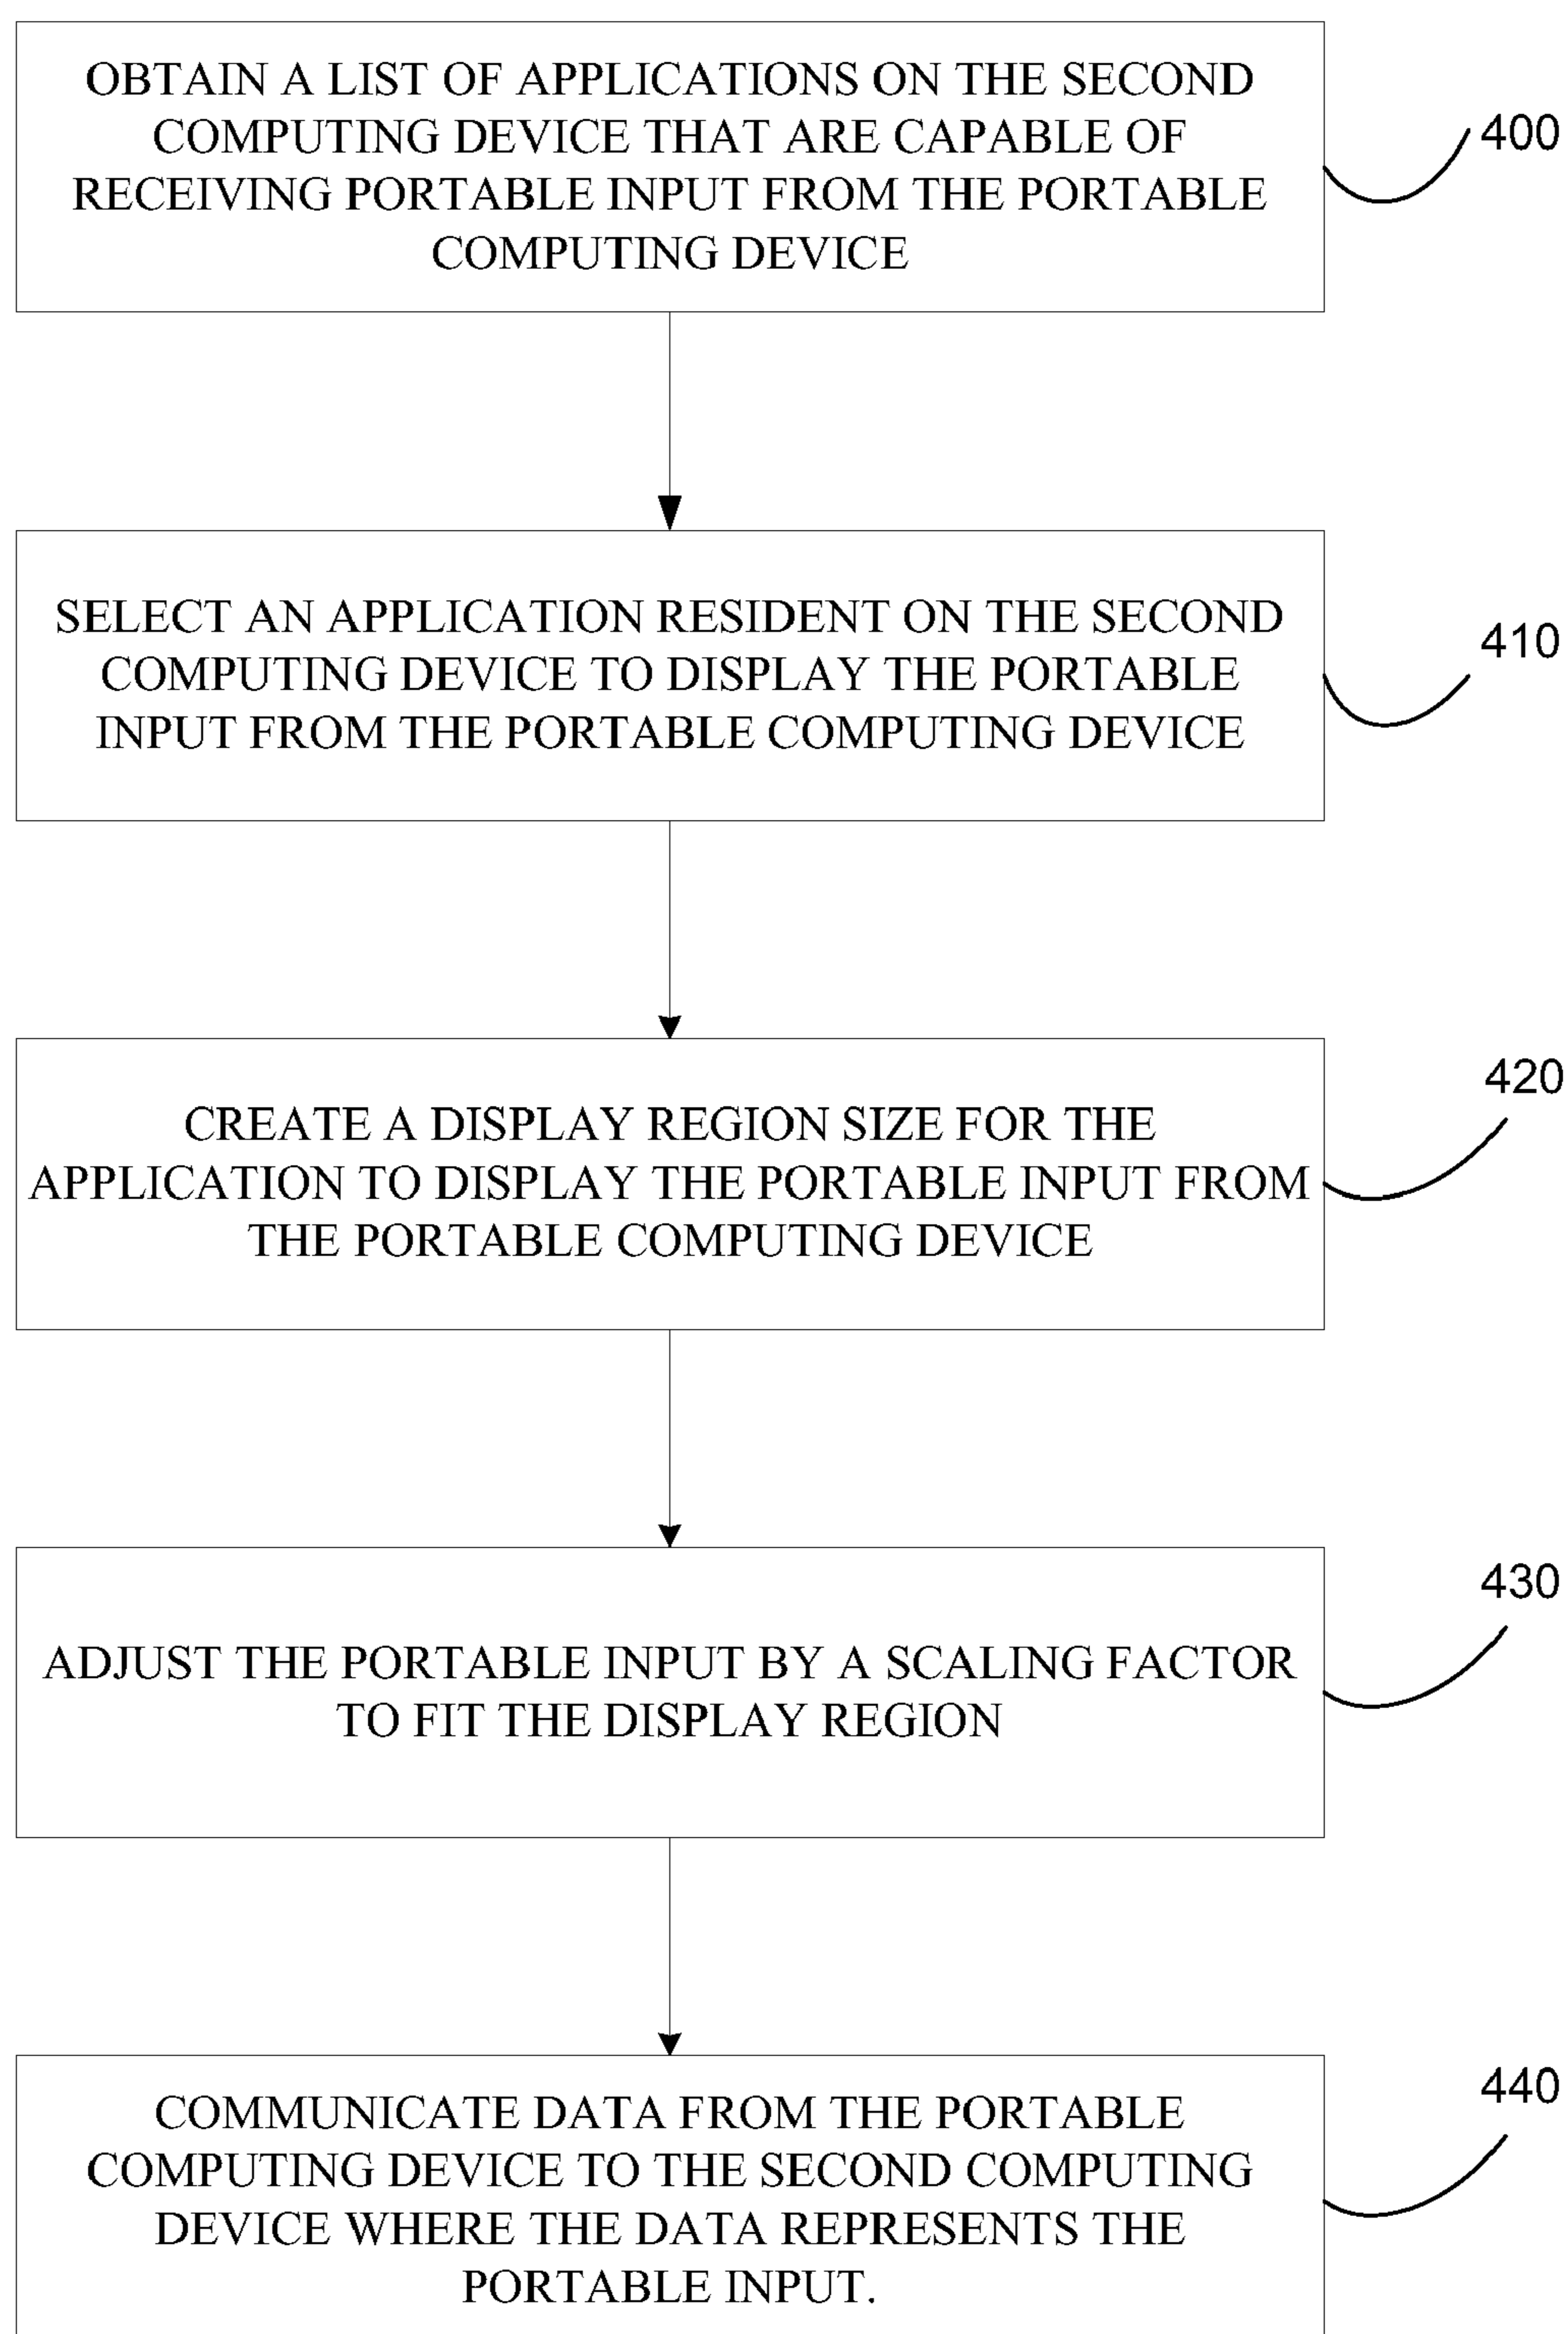 OBTAIN A LIST OF APPLICATIONS ON THE SECOND
COMPUTING DEVICE THAT ARE CAPABLE OF
RECEIVING PORTABLE INPUT FROM THE PORTABLE
COMPUTING DEVICE
400
SELECT AN APPLICATION RESIDENT ON THE SECOND
COMPUTING DEVICE TO DISPLAY THE PORTABLE
INPUT FROM THE PORTABLE COMPUTING DEVICE
410
CREATE A DISPLAY REGION SIZE FOR THE
APPLICATION TO DISPLAY THE PORTABLE INPUT FROM
THE PORTABLE COMPUTING DEVICE
420
ADJUST THE PORTABLE INPUT BY A SCALING FACTOR
TO FIT THE DISPLAY REGION
430
COMMUNICATE DATA FROM THE PORTABLE
COMPUTING DEVICE TO THE SECOND COMPUTING
DEVICE WHERE THE DATA REPRESENTS THE
PORTABLE INPUT.
440